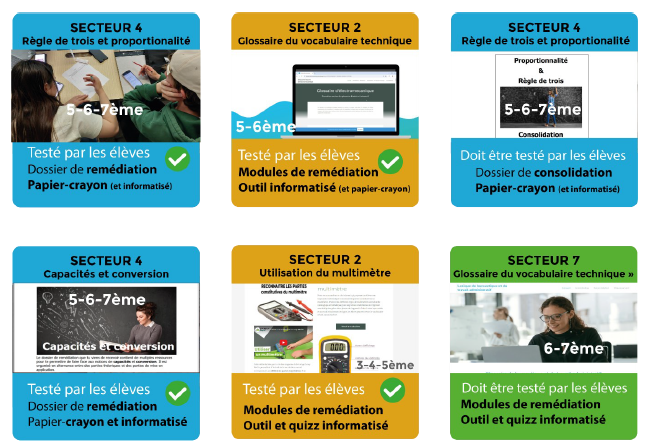 SECTEUR 4
Règle de trois et proportionalité
5-6-7ème
Testé par les élèves
Dossier de remédiation
Papier-crayon (et informatisé)
SECTEUR 2
Glossaire du vocabulaire technique
Glossaire d'électromécanique
5-6ème
Testé par les élèves
Modules de remédiation
Outil informatisé (et papier-crayon)
SECTEUR 4
Règle de trois et proportionalité
Proportionnalité
&
Règle de trois
5-6-7ème
Consolidation
Doit être testé par les élèves
Dossier de consolidation
Papier-crayon (et informatisé)
SECTEUR 4
Capacités et conversion
5-6-7ème
Capacités et conversion
Testé par les élèves
Dossier de remédiation
Papier-crayon et informatisé
SECTEUR 2
Utilisation du multimètre
RECONNAITRE LES PARTIES
constitutives du multimètre
multimètre
3-4-5ème
Testé par les élèves
Modules de remédiation
Outil et quizz informatisé
SECTEUR 7
Glossaire du vocabulaire technique »
6-7ème
Doit être testé par les élèves
Modules de remédiation
Outil et quizz informatisé